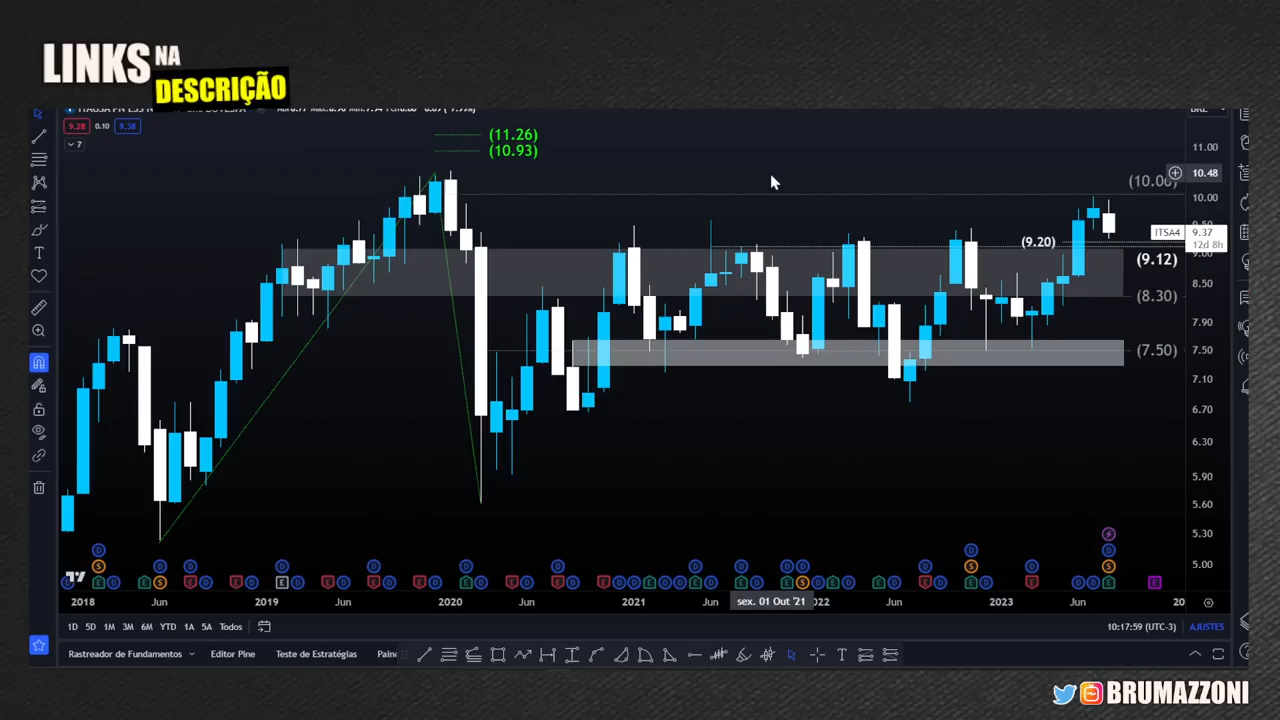 LINKS NA
DESCRIÇÃO
9.28 0.10 9.38
7
(11.26)
(10.93)
11.00
10.48
10.00
(9.20)
ITSA4 9.37
12d 8h
(9.12)
8.50
(8.30)
7.90
7.50
(7.50)
7.10
6.70
6.30
5.90
5.60
5.30
5.00
2018 Jun 2019 Jun 2020 Jun 2021 Jun sex. 01 Out '21 Jun 2023 Jun
1D 5D 1M 3M 6M YTD 1A 5A Todos
10:17:59 (UTC-3) AJUSTES
Rastreador de Fundamentos Editor Pine Teste de Estratégias
BRUMAZZONI